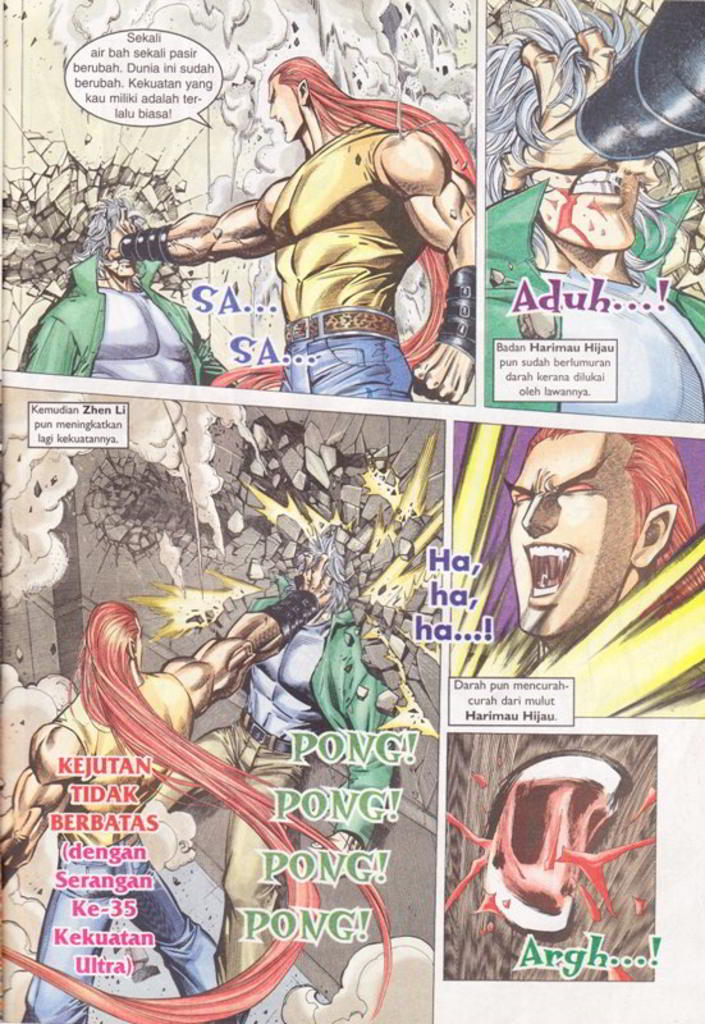 Sekali
air bah sekali pasir
berubah. Dunia ini sudah
berubah. Kekuatan yang
kau miliki adalah ter-
lalu biasa!
SA...
SA...
Aduh...!
Badan Harimau Hijau
pun sudah berlumuran
darah kerana dilukai
oleh lawannya.
Kemudian Zhen Li
pun meningkatkan
lagi kekuatannya.
KEJUTAN
TIDAK
BERBATAS
(dengan
Serangan
Ke-35
Kekuatan
Ultra)
PONG!
PONG!
PONG!
PONG!
Ha,
ha,
ha...!
Darah pun mencurah-
curah dari mulut
Harimau Hijau.
Argh...!